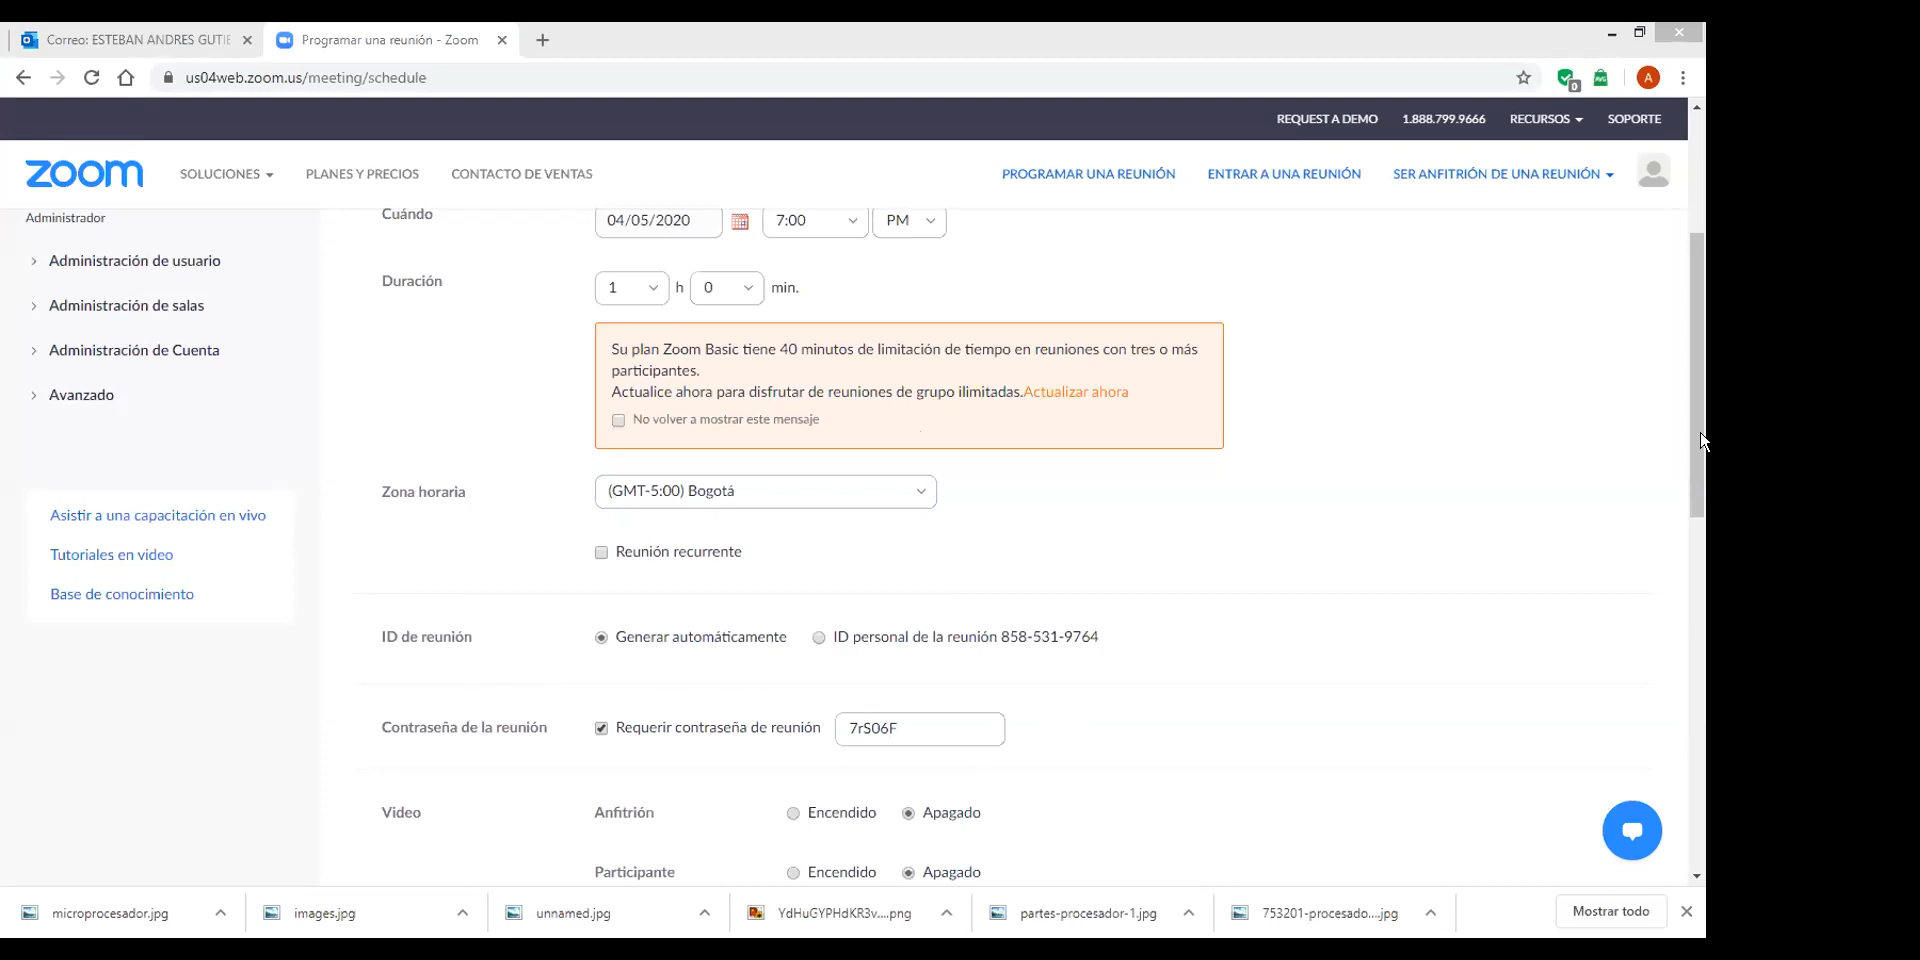 Correo: ESTEBAN ANDRES GUTIE
Programar una reunión - Zoom
us04web.zoom.us/meeting/schedule
0
A
REQUEST A DEMO 1.888.799.9666 RECURSOS SOPORTE
zoom SOLUCIONES PLANES Y PRECIOS CONTACTO DE VENTAS PROGRAMAR UNA REUNIÓN ENTRAR A UNA REUNIÓN SER ANFITRIÓN DE UNA REUNIÓN
Administrador
Administración de usuario
Administración de salas
Administración de Cuenta
Avanzado
Asistir a una capacitación en vivo
Tutoriales en video
Base de conocimiento
Cuándo 04/05/2020 7:00 PM
Duración 1 h 0 min.
Su plan Zoom Basic tiene 40 minutos de limitación de tiempo en reuniones con tres o más
participantes.
Actualice ahora para disfrutar de reuniones de grupo ilimitadas.Actualizar ahora
No volver a mostrar este mensaje
Zona horaria (GMT-5:00) Bogotá
Reunión recurrente
ID de reunión Generar automáticamente ID personal de la reunión 858-531-9764
Contraseña de la reunión Requerir contraseña de reunión 7rS06F
Video Anfitrión Encendido Apagado
Participante Encendido Apagado
microprocesador.jpg images.jpg unnamed.jpg YdHuGYPHdKR3v....png partes-procesador-1.jpg 753201-procesado....jpg Mostrar todo